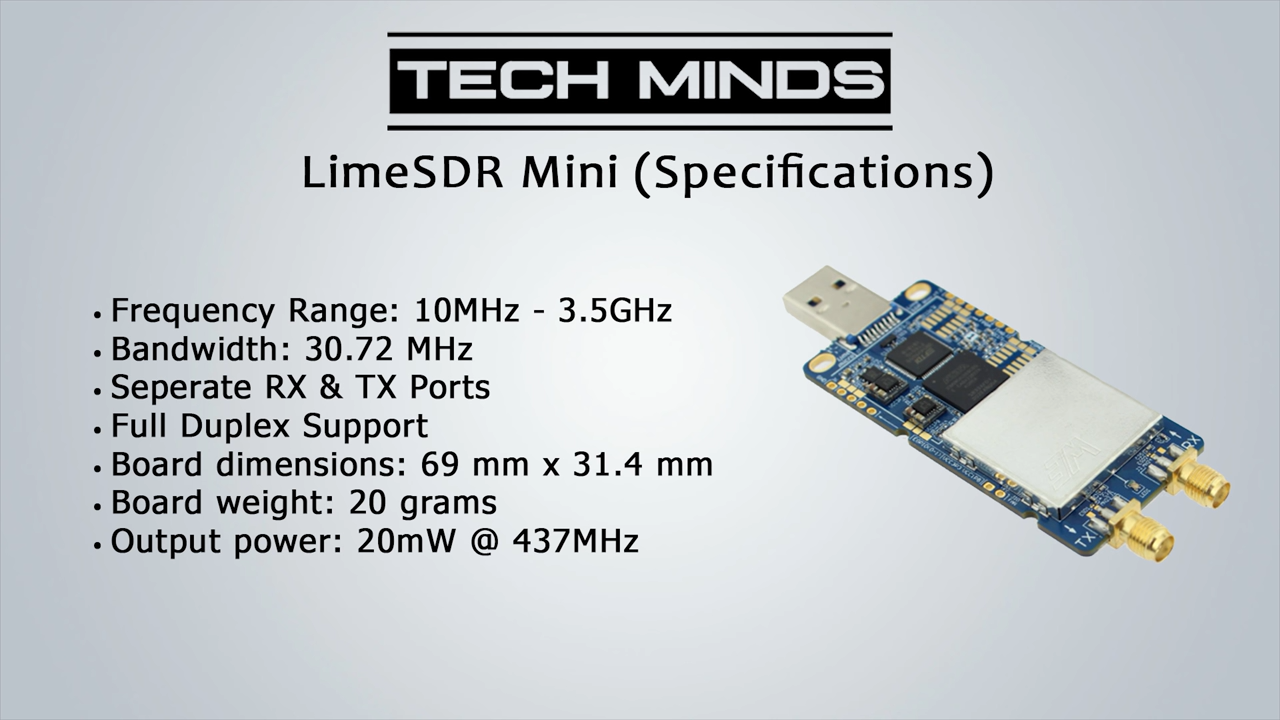 TECH MINDS
LimeSDR Mini (Specifications)
• Frequency Range: 10MHz - 3.5GHz
• Bandwidth: 30.72 MHz
• Seperate RX & TX Ports
• Full Duplex Support
• Board dimensions: 69 mm x 31.4 mm
• Board weight: 20 grams
• Output power: 20mW @ 437MHz
RX
TX